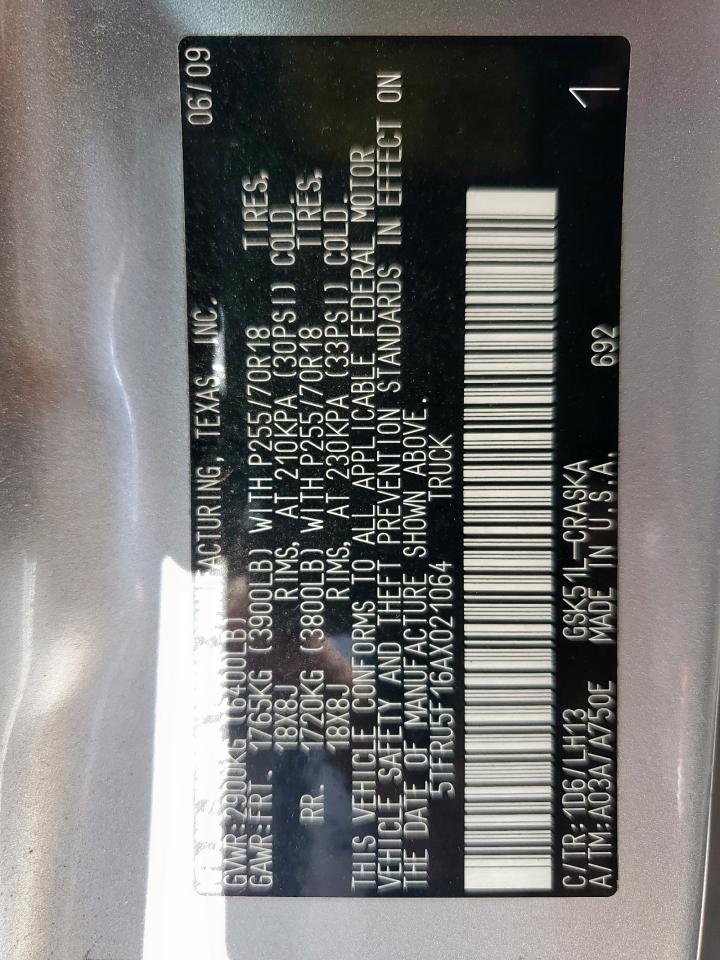 ACTURING, TEXAS, INC. 06/09
GVWR:2900KG (6400LB)
GAWR:FRT. 1765KG (3900LB) WITH P255/70R18 TIRES,
18X8J RIMS, AT 210KPA (30PSI) COLD.
RR. 1720KG (3800LB) WITH P255/70R18 TIRES,
18X8J RIMS, AT 230KPA (33PSI) COLD.
THIS VEHICLE CONFORMS TO ALL APPLICABLE FEDERAL MOTOR
VEHICLE SAFETY AND THEFT PREVENTION STANDARDS IN EFFECT ON
THE DATE OF MANUFACTURE SHOWN ABOVE.
5TFRU5F16AX021064 TRUCK
C/TR:1D6/LH13 GSK51L-CRASKA
A/TM:A03A/A750E MADE IN U.S.A. 692 1